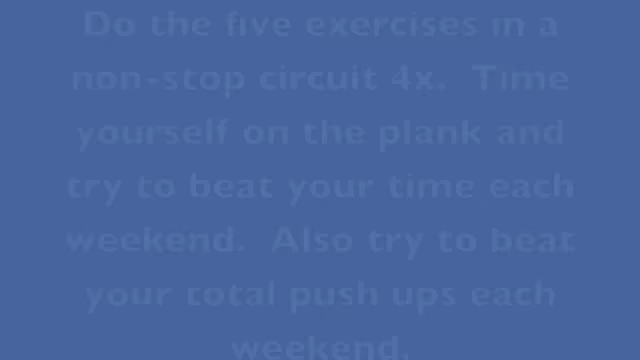 Do the five exercises in a
non-stop circuit 4x.  Time
yourself on the plank and
try to beat your time each
weekend.  Also try to beat
your total push ups each
weekend.